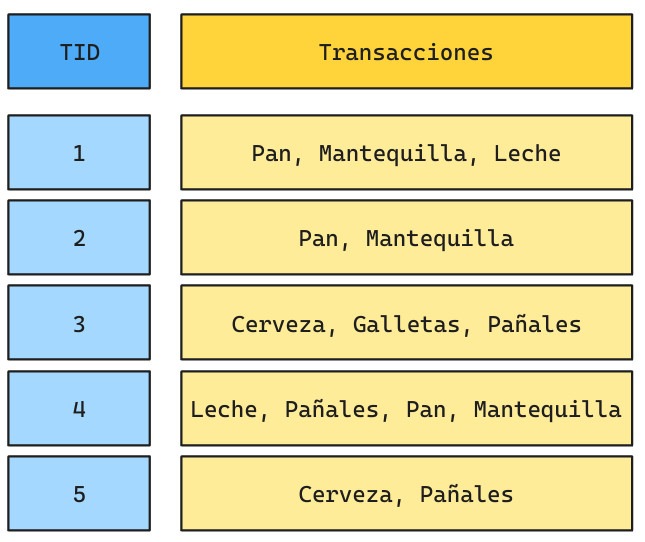 TID Transacciones
1 Pan, Mantequilla, Leche
2 Pan, Mantequilla
3 Cerveza, Galletas, Pañales
4 Leche, Pañales, Pan, Mantequilla
5 Cerveza, Pañales